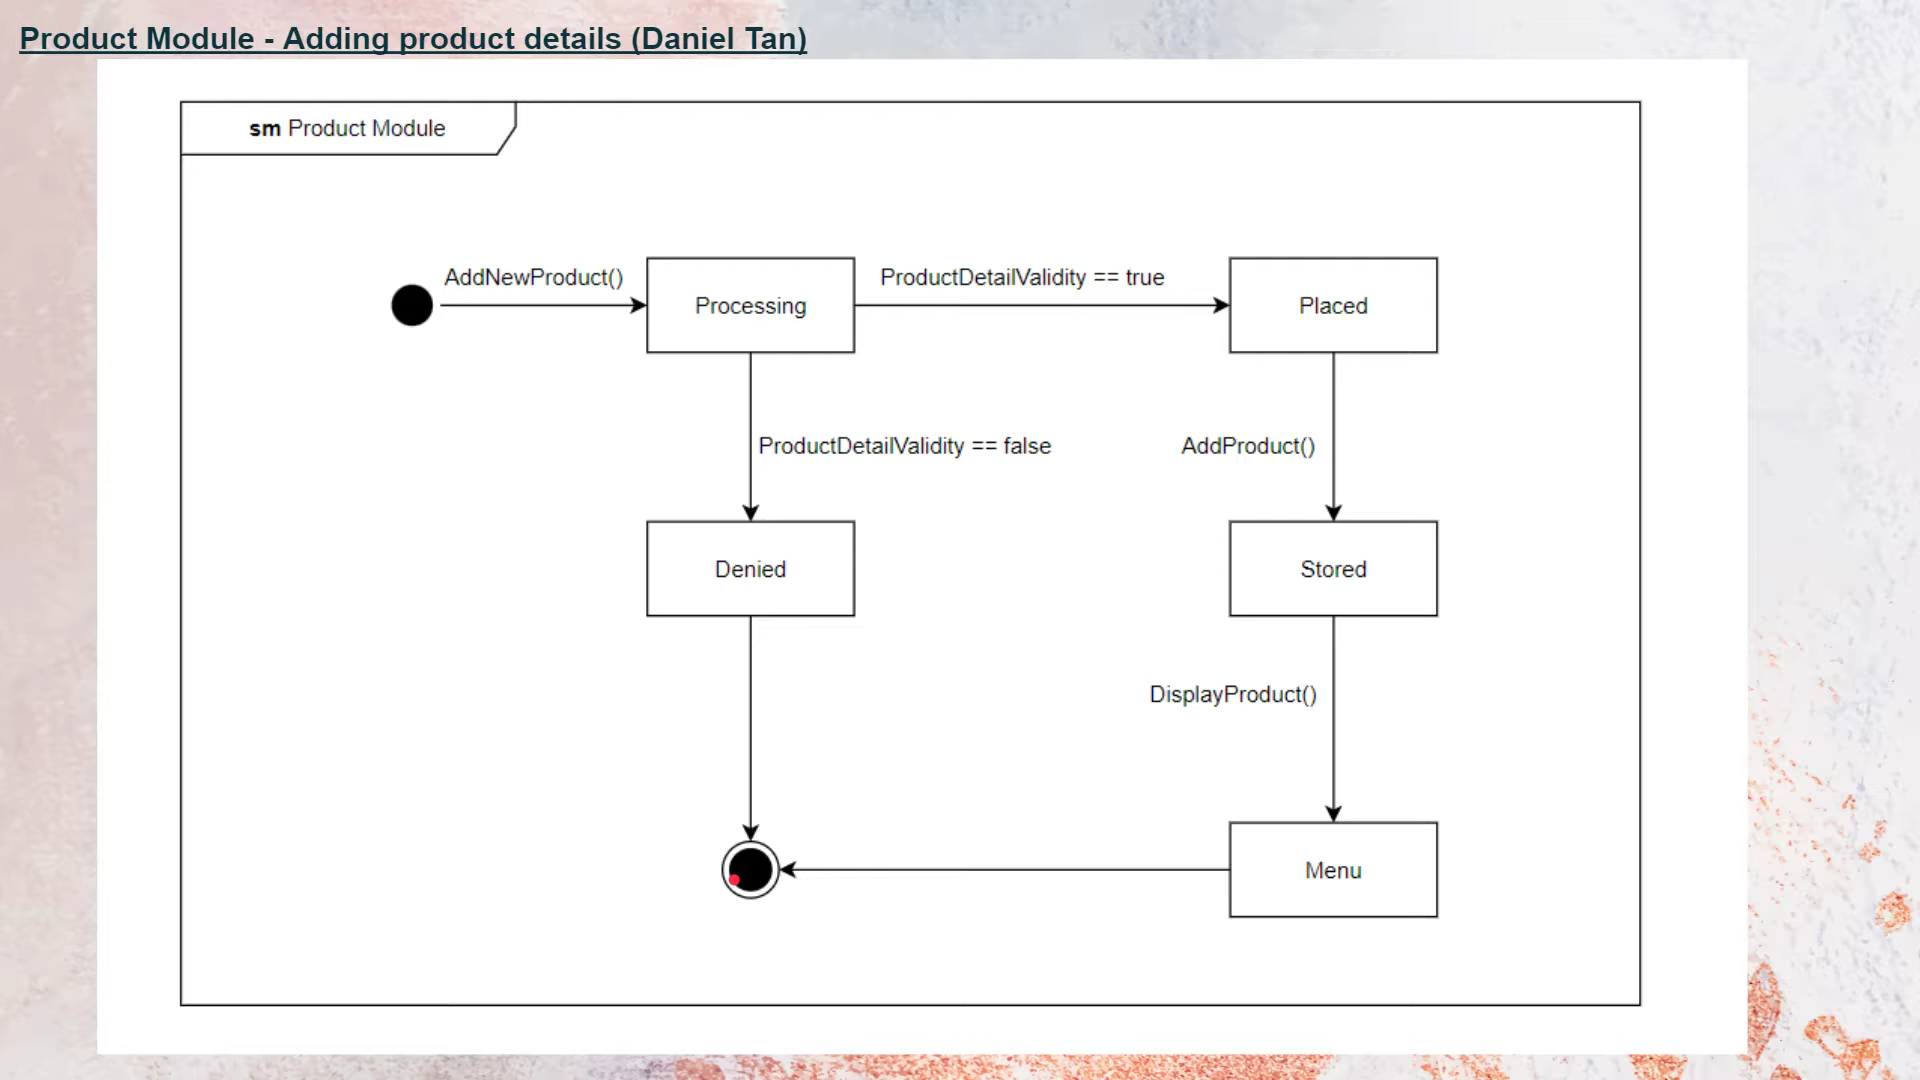 Product Module - Adding product details (Daniel Tan)
sm Product Module
AddNewProduct()
Processing
ProductDetailValidity == true
Placed
ProductDetailValidity == false
AddProduct()
Denied
Stored
DisplayProduct()
Menu